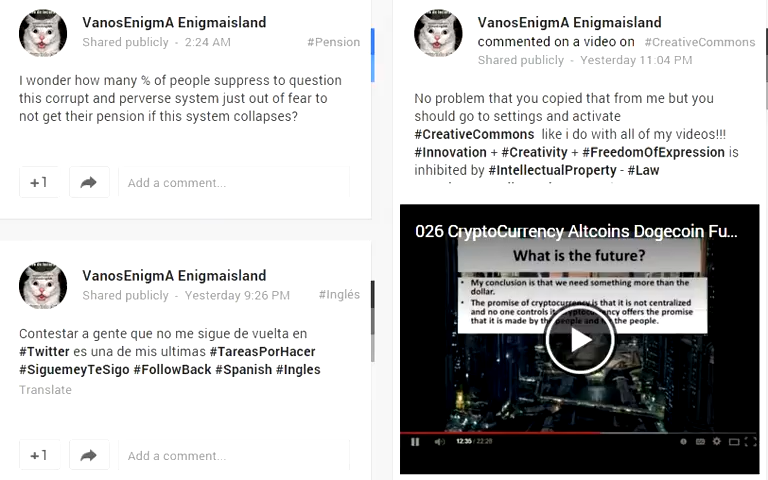 VanosEnigmA Enigmaisland
Shared publicly - 2:24 AM
#Pension
I wonder how many % of people suppress to question
this corrupt and perverse system just out of fear to
not get their pension if this system collapses?
+1
Add a comment...
VanosEnigmA Enigmaisland
Shared publicly - Yesterday 9:26 PM
#Inglés
Contestar a gente que no me sigue de vuelta en
#Twitter es una de mis ultimas #TareasPorHacer
#SiguemeyTeSigo #FollowBack #Spanish #Ingles
Translate
+1
Add a comment...
VanosEnigmA Enigmaisland
commented on a video on #CreativeCommons
Shared publicly - Yesterday 11:04 PM
No problem that you copied that from me but you
should go to settings and activate
#CreativeCommons like i do with all of my videos!!!
#Innovation + #Creativity + #FreedomOfExpression is
inhibited by #IntellectualProperty - #Law
026 CryptoCurrency Altcoins Dogecoin Fu...
What is the future?
• My conclusion is that we need something more than the
dollar.
• The promise of cryptocurrency is that it is not centralized
and no one controls it. Cryptocurrency offers the promise
that it is made by the people and for the people.
12:35 / 22:28